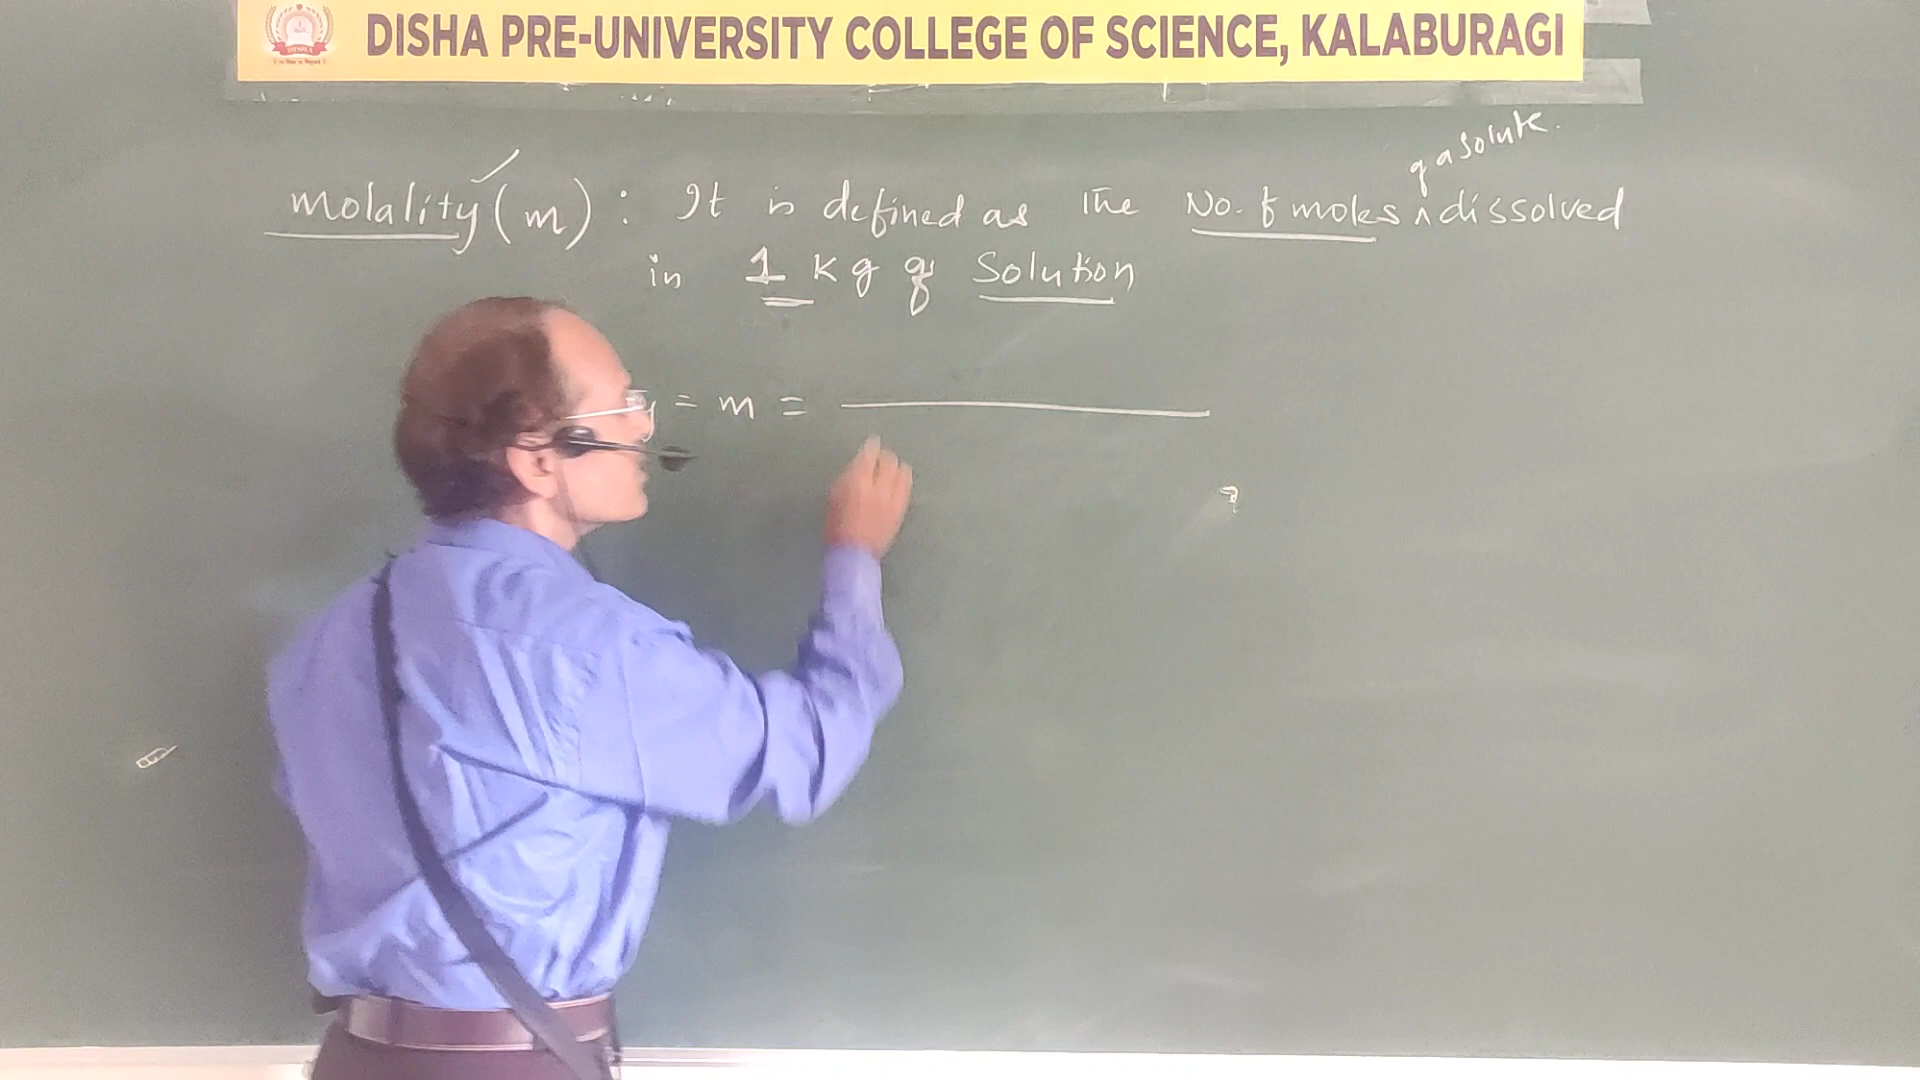 DISHA PRE-UNIVERSITY COLLEGE OF SCIENCE, KALABURAGI
of a solute.
molality (m) : It is defined as the No. of moles ^ dissolved
in 1 kg of Solution
y = m =